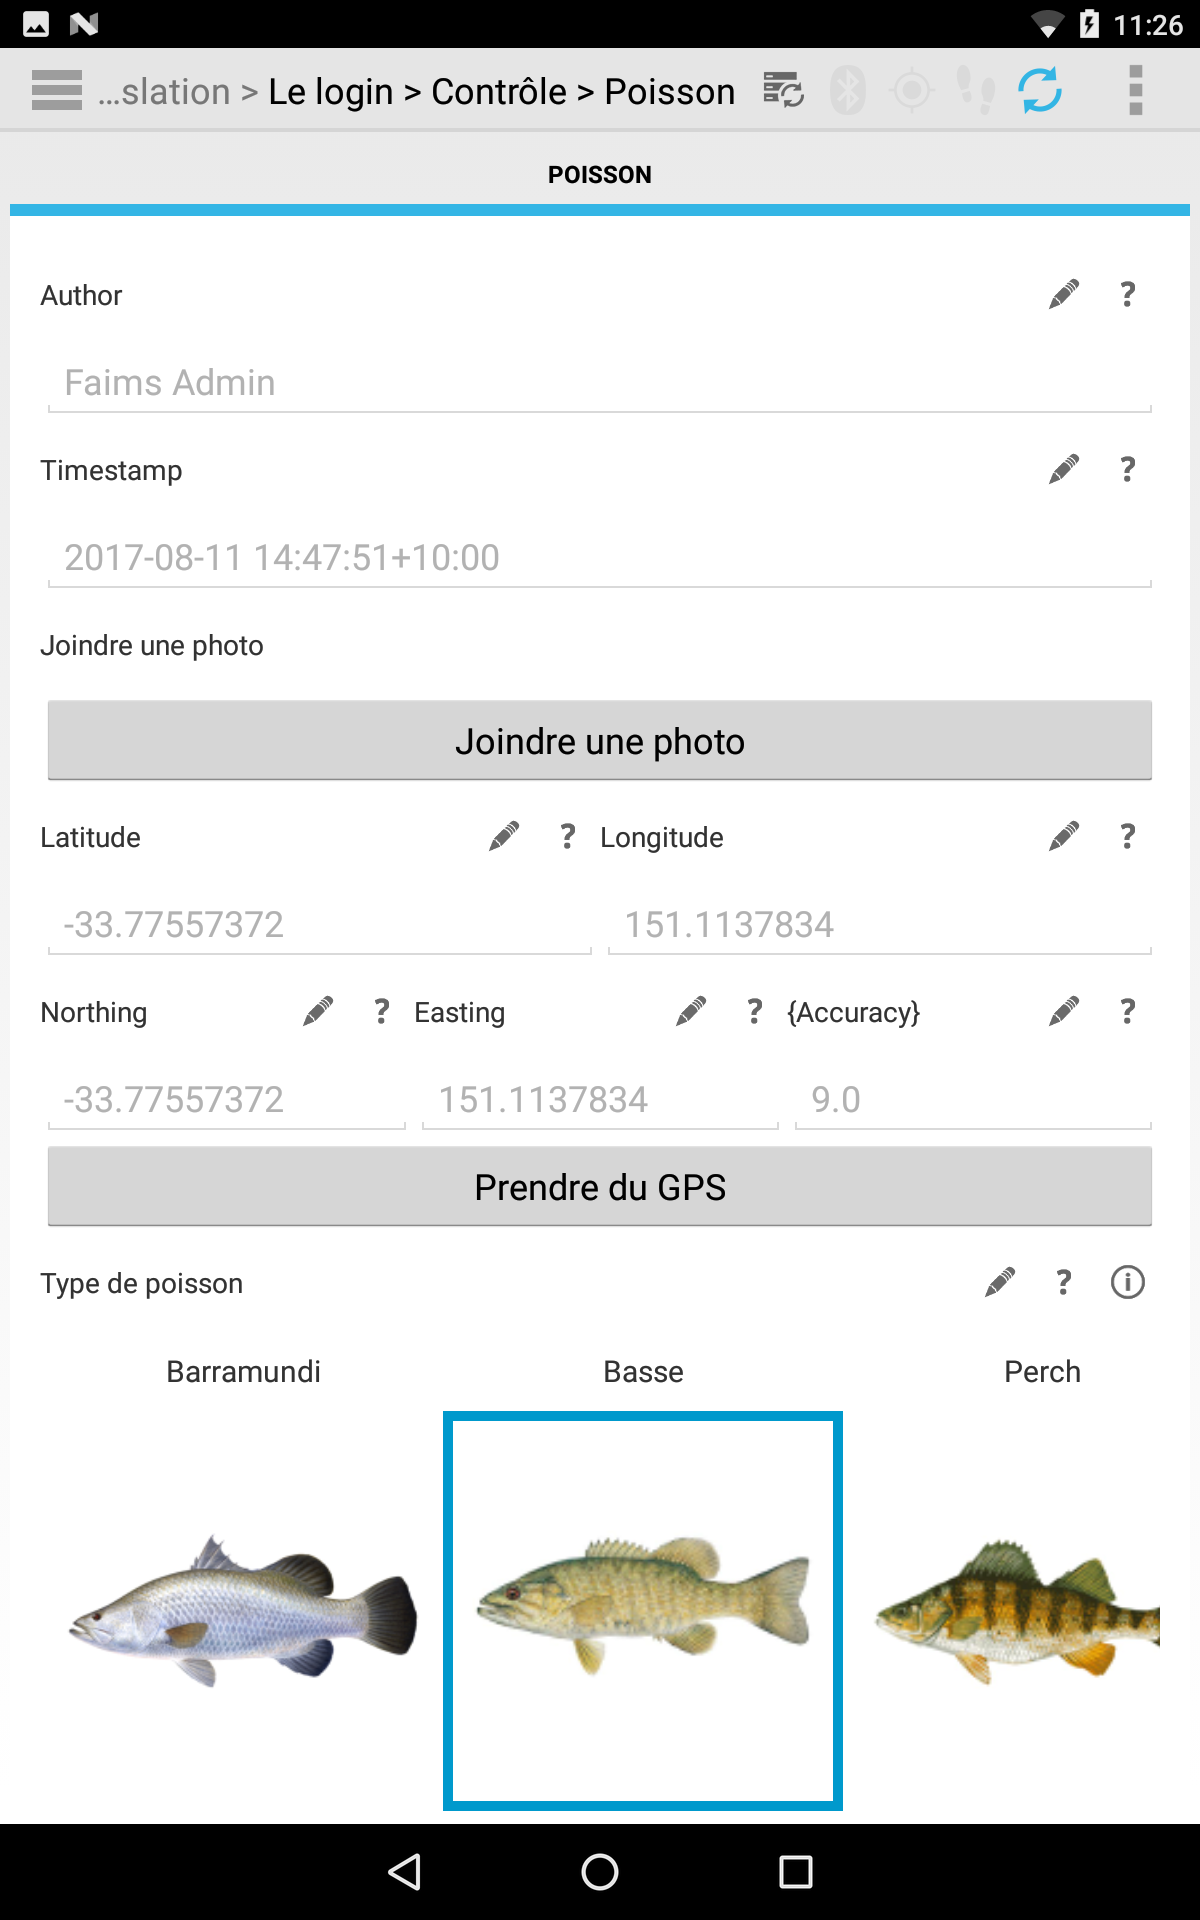 11:26
...slation > Le login > Contrôle > Poisson
POISSON
Author ?
Faims Admin
Timestamp ?
2017-08-11 14:47:51+10:00
Joindre une photo
Joindre une photo
Latitude ? Longitude ?
-33.77557372 151.1137834
Northing ? Easting ? {Accuracy} ?
-33.77557372 151.1137834 9.0
Prendre du GPS
Type de poisson ?
Barramundi Basse Perch